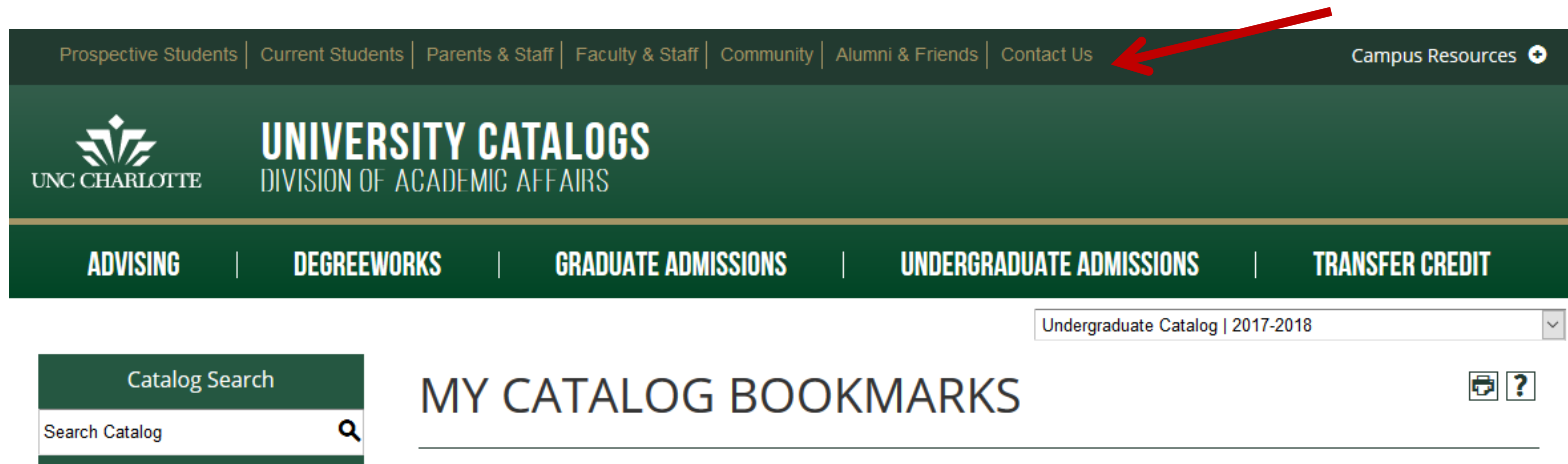 Prospective Students | Current Students | Parents & Staff | Faculty & Staff | Community | Alumni & Friends | Contact Us
Campus Resources
UNC CHARLOTTE
UNIVERSITY CATALOGS
DIVISION OF ACADEMIC AFFAIRS
ADVISING | DEGREEWORKS | GRADUATE ADMISSIONS | UNDERGRADUATE ADMISSIONS | TRANSFER CREDIT
Undergraduate Catalog | 2017-2018
Catalog Search
Search Catalog
MY CATALOG BOOKMARKS
?